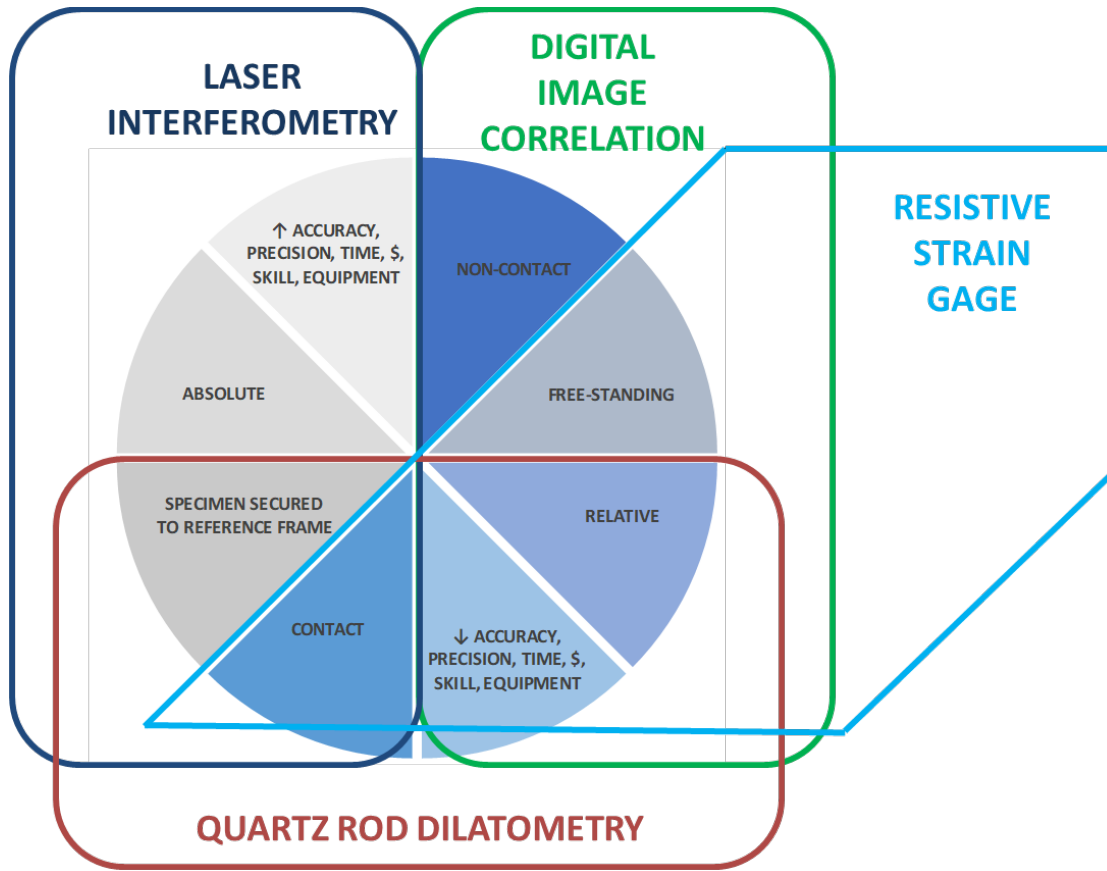 LASER
INTERFEROMETRY
DIGITAL
IMAGE
CORRELATION
RESISTIVE
STRAIN
GAGE
↑ ACCURACY,
PRECISION, TIME, $,
SKILL, EQUIPMENT
NON-CONTACT
ABSOLUTE
FREE-STANDING
SPECIMEN SECURED
TO REFERENCE FRAME
RELATIVE
CONTACT
↓ ACCURACY,
PRECISION, TIME, $,
SKILL, EQUIPMENT
QUARTZ ROD DILATOMETRY